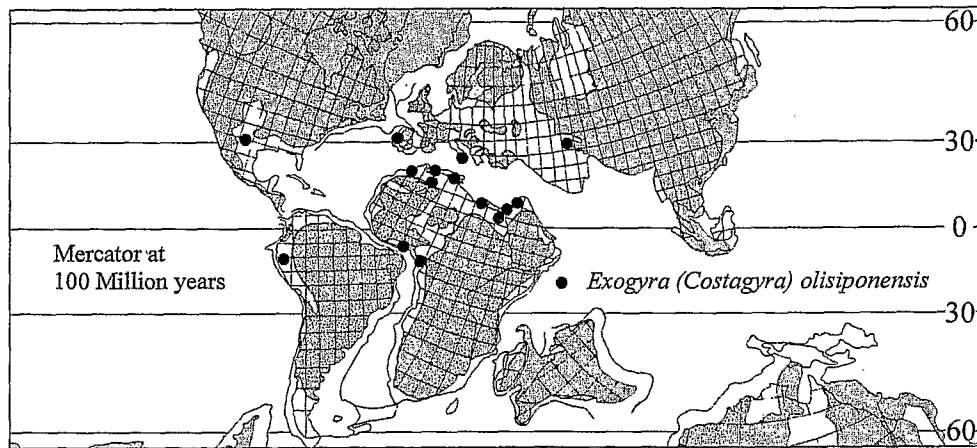 60
30
0
Mercator at
100 Million years
Exogyra (Costagyra) olisiponensis
30
60